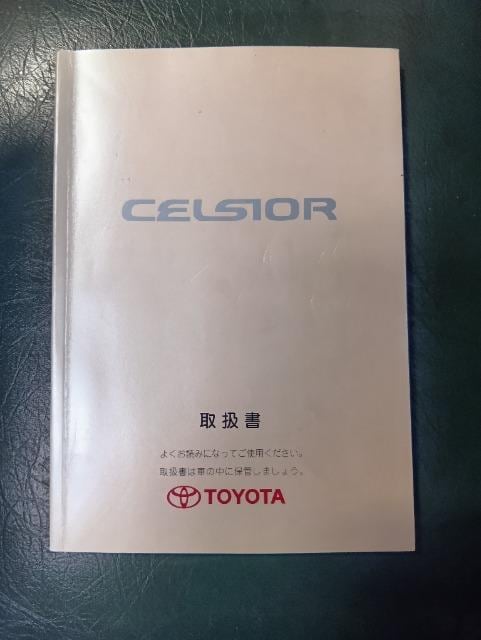 CELSIOR
取扱書
よくお読みになってご使用ください。
取扱書は車の中に保管しましょう。
TOYOTA